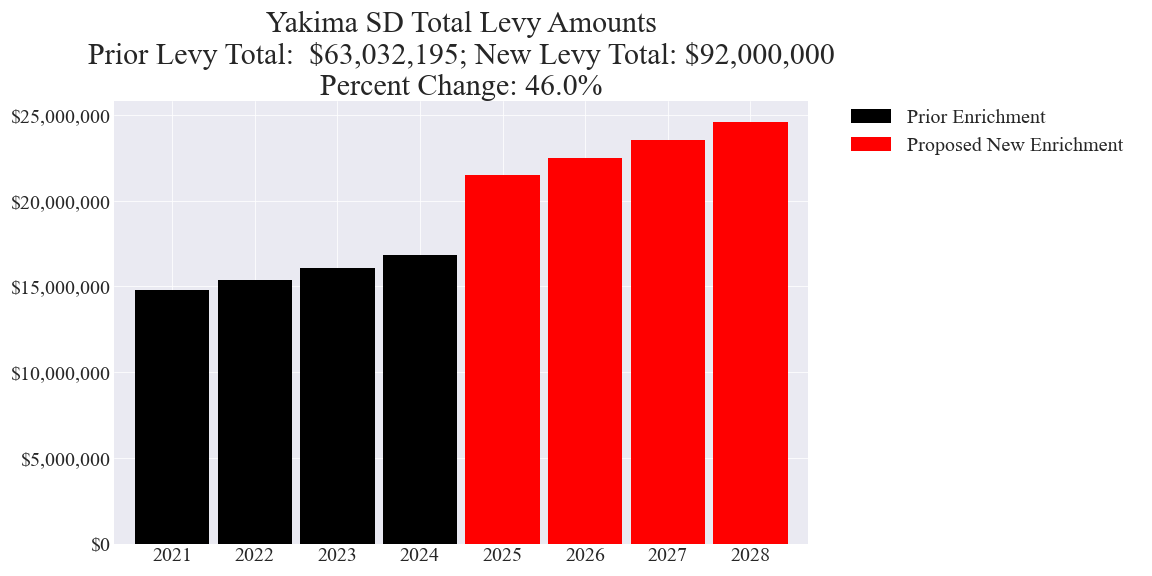 Yakima SD Total Levy Amounts
Prior Levy Total:  $63,032,195; New Levy Total: $92,000,000
Percent Change: 46.0%
$25,000,000
$20,000,000
$15,000,000
$10,000,000
$5,000,000
$0
2021 2022 2023 2024 2025 2026 2027 2028
Prior Enrichment
Proposed New Enrichment